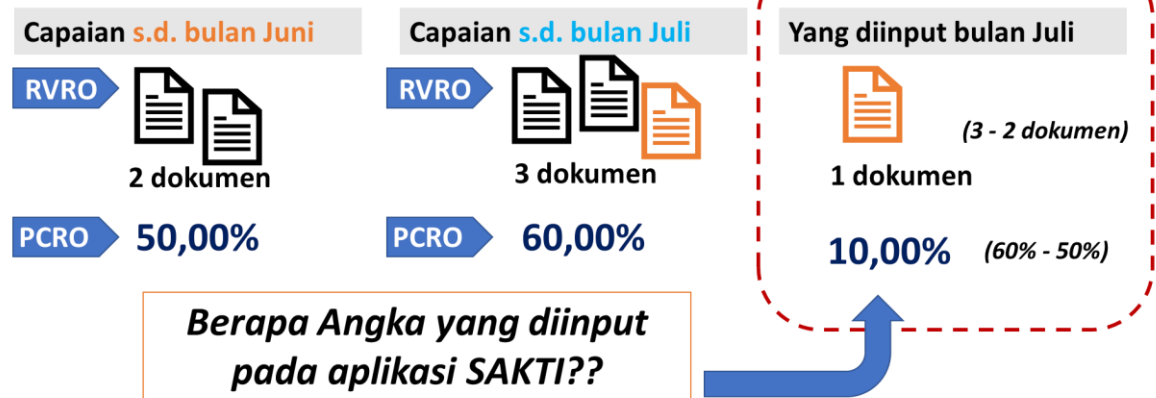 Capaian s.d. bulan Juni
RVRO
2 dokumen
PCRO
50,00%
Capaian s.d. bulan Juli
RVRO
3 dokumen
PCRO
60,00%
Yang diinput bulan Juli
(3 - 2 dokumen)
1 dokumen
10,00%
(60% - 50%)
Berapa Angka yang diinput
pada aplikasi SAKTI??